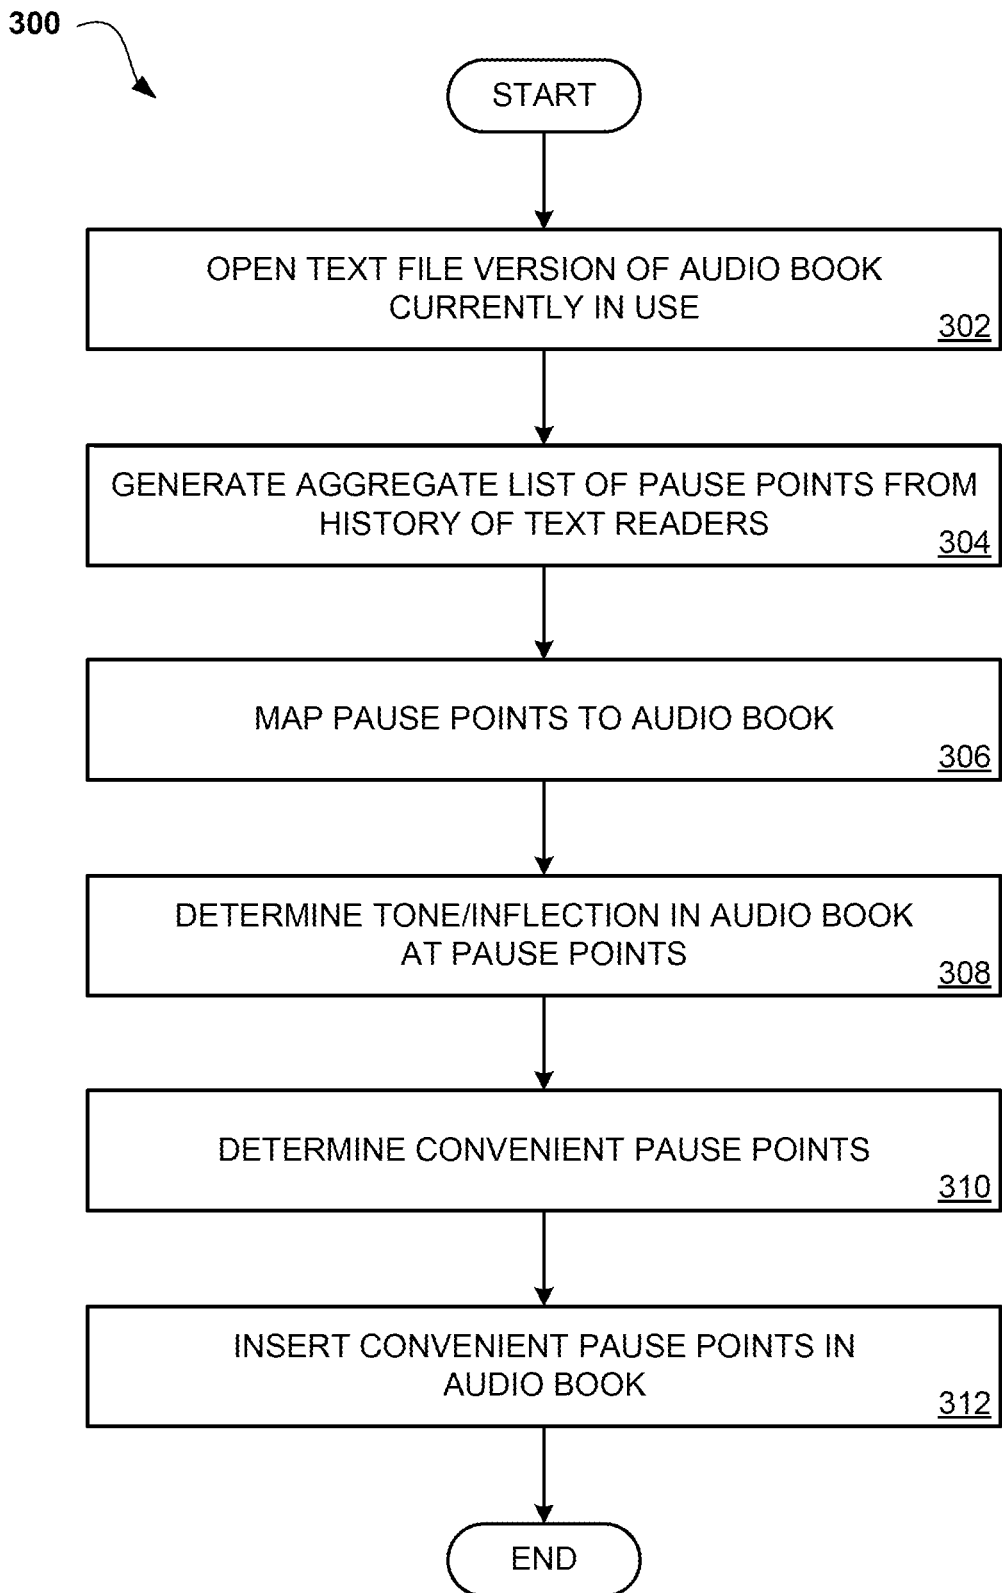 300
START
OPEN TEXT FILE VERSION OF AUDIO BOOK
CURRENTLY IN USE
302
GENERATE AGGREGATE LIST OF PAUSE POINTS FROM
HISTORY OF TEXT READERS
304
MAP PAUSE POINTS TO AUDIO BOOK
306
DETERMINE TONE/INFLECTION IN AUDIO BOOK
AT PAUSE POINTS
308
DETERMINE CONVENIENT PAUSE POINTS
310
INSERT CONVENIENT PAUSE POINTS IN
AUDIO BOOK
312
END